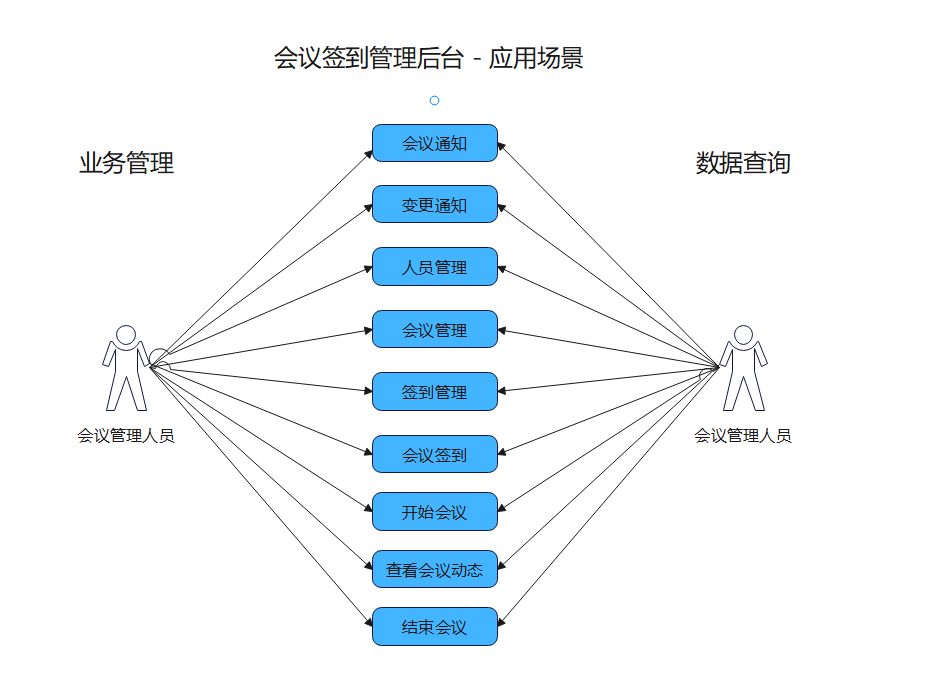 会议签到管理后台 - 应用场景
业务管理
数据查询
会议通知
变更通知
人员管理
会议管理
签到管理
会议签到
开始会议
查看会议动态
结束会议
会议管理人员
会议管理人员